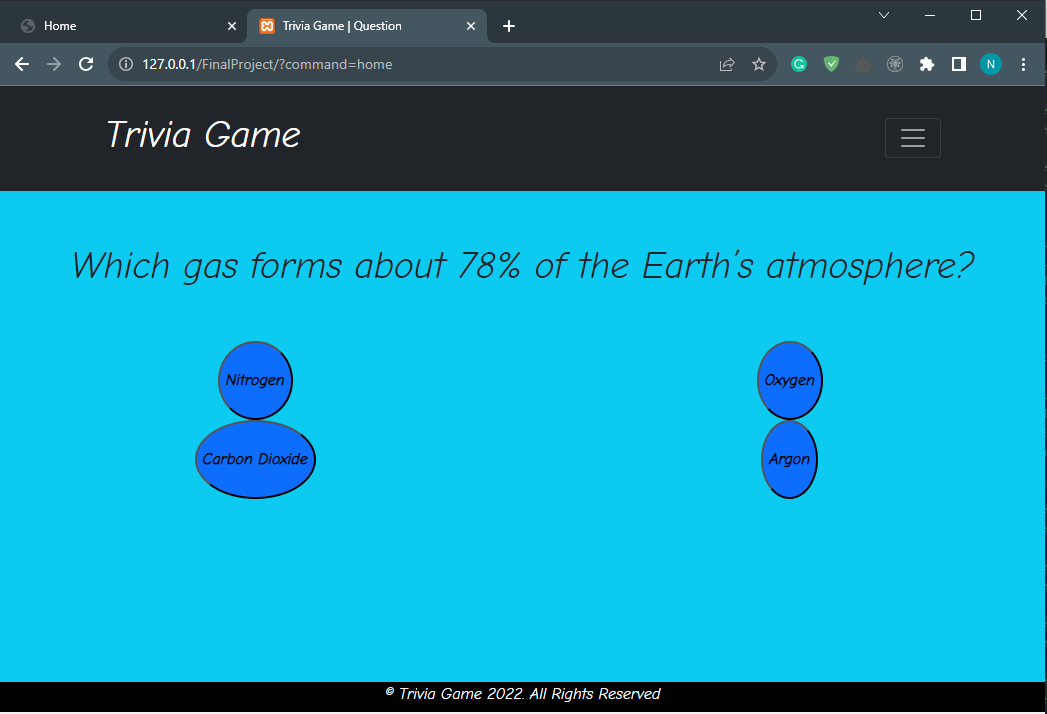 Home
Trivia Game | Question
127.0.0.1/FinalProject/?command=home
G
N
Trivia Game
Which gas forms about 78% of the Earth's atmosphere?
Nitrogen
Oxygen
Carbon Dioxide
Argon
© Trivia Game 2022. All Rights Reserved